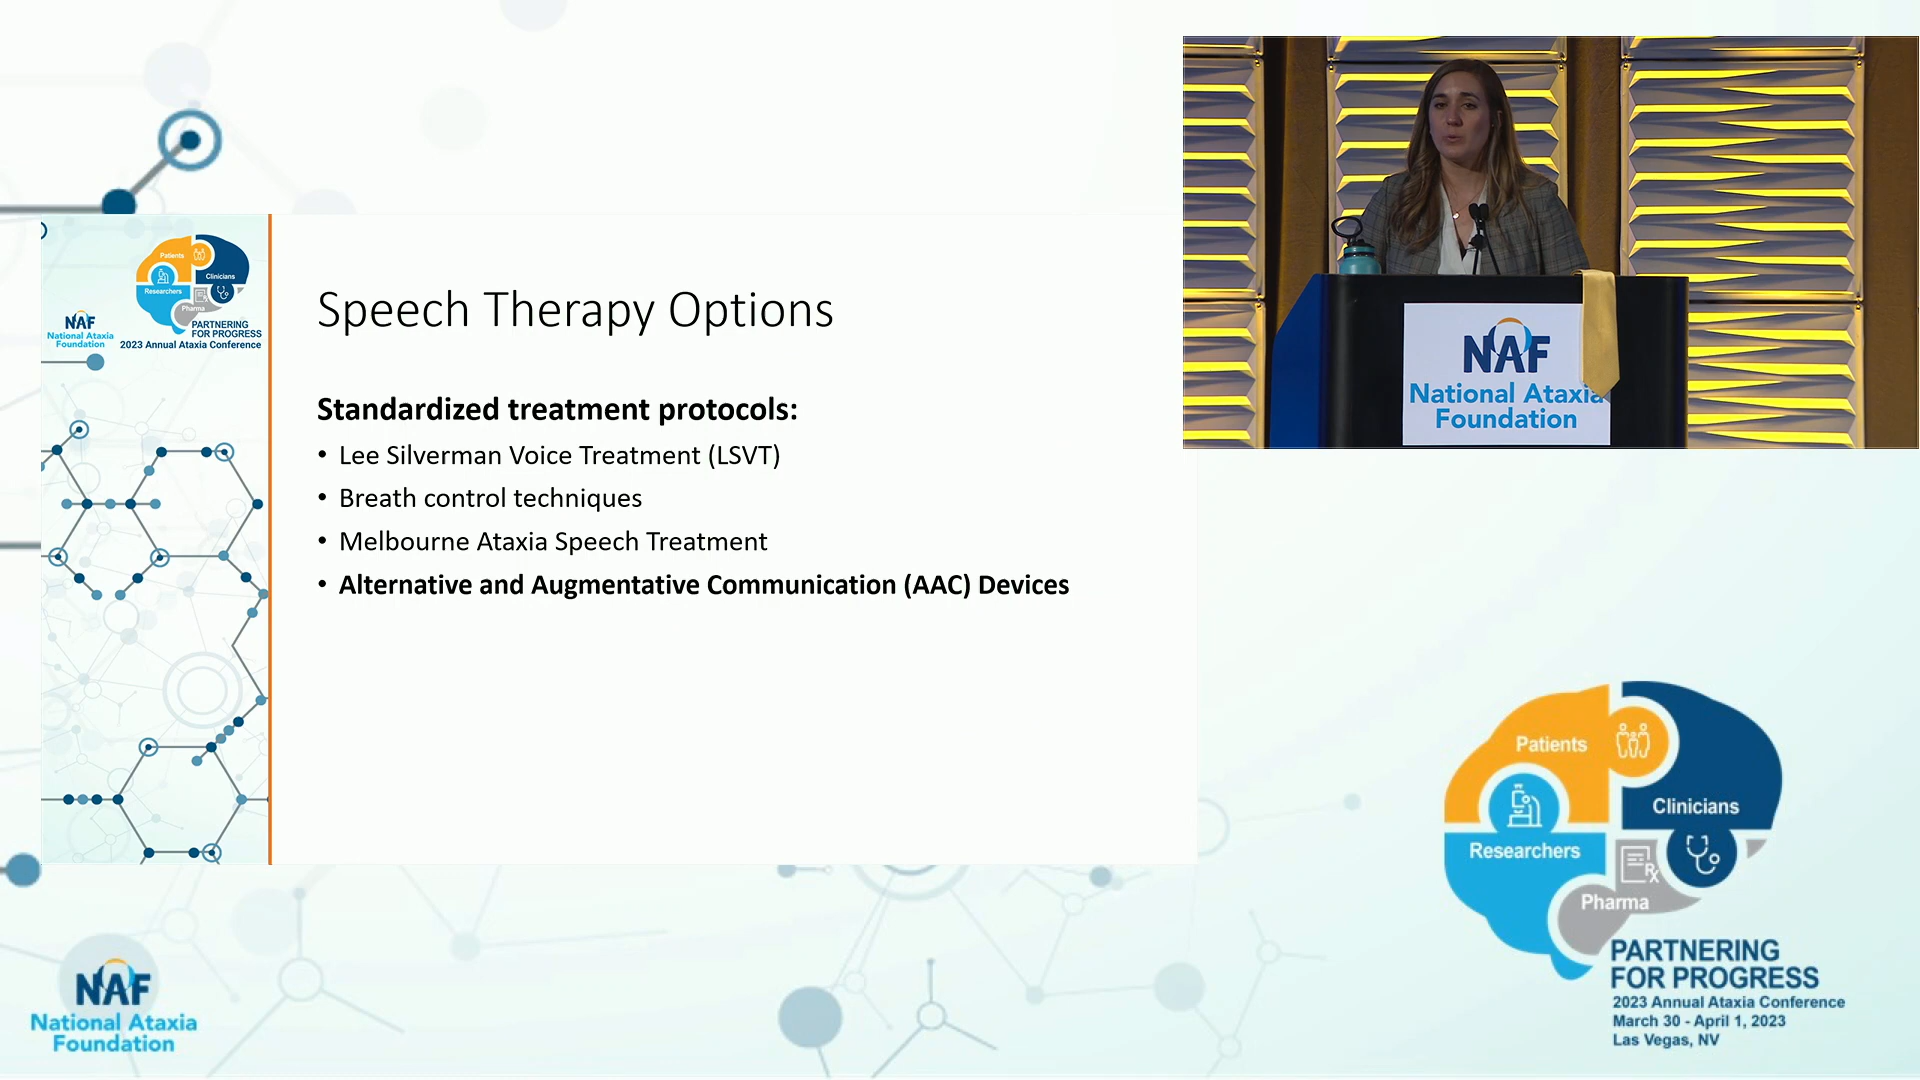 Patients
Clinicians
Researchers
Pharma
NAF
National Ataxia
Foundation
PARTNERING
FOR PROGRESS
2023 Annual Ataxia Conference
Speech Therapy Options
Standardized treatment protocols:
• Lee Silverman Voice Treatment (LSVT)
• Breath control techniques
• Melbourne Ataxia Speech Treatment
• Alternative and Augmentative Communication (AAC) Devices
NAF
National Ataxia
Foundation
Patients
Clinicians
Researchers
Rx
Pharma
PARTNERING
FOR PROGRESS
2023 Annual Ataxia Conference
March 30 - April 1, 2023
Las Vegas, NV
NAF
National Ataxia
Foundation